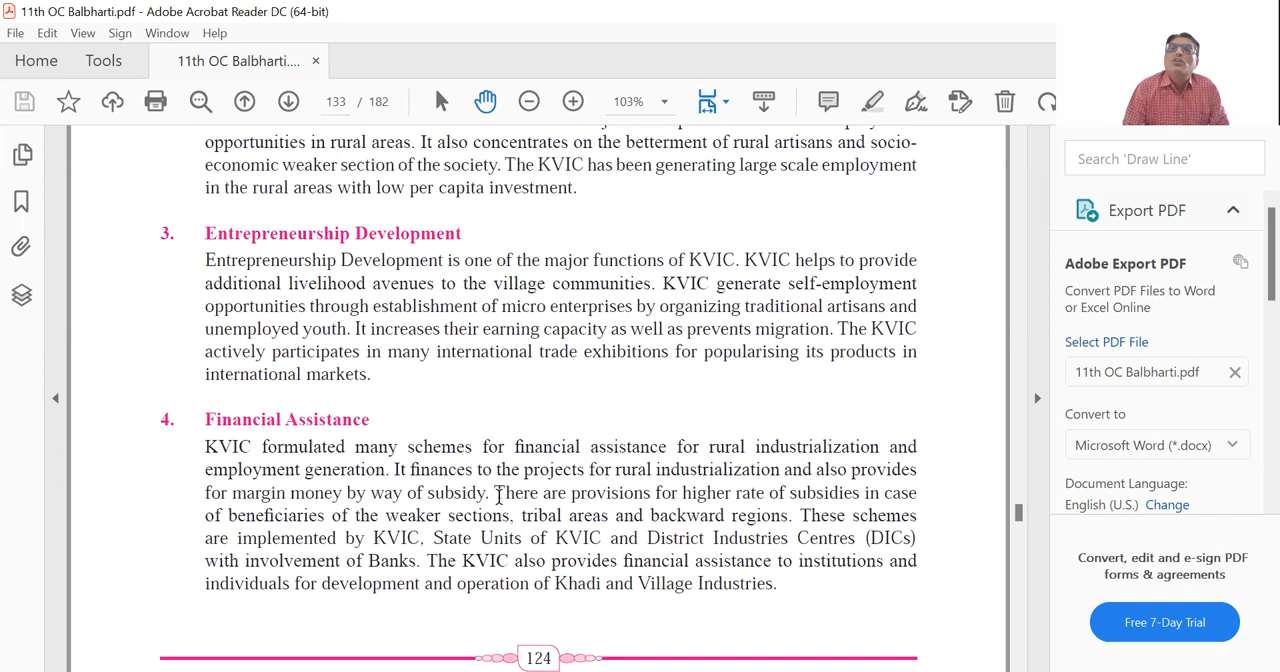 11th OC Balbharti.pdf - Adobe Acrobat Reader DC (64-bit)
File Edit View Sign Window Help
Home Tools 11th OC Balbharti.... ×
133 / 182 103%
opportunities in rural areas. It also concentrates on the betterment of rural artisans and socio-
economic weaker section of the society. The KVIC has been generating large scale employment
in the rural areas with low per capita investment.
3. Entrepreneurship Development
Entrepreneurship Development is one of the major functions of KVIC. KVIC helps to provide
additional livelihood avenues to the village communities. KVIC generate self-employment
opportunities through establishment of micro enterprises by organizing traditional artisans and
unemployed youth. It increases their earning capacity as well as prevents migration. The KVIC
actively participates in many international trade exhibitions for popularising its products in
international markets.
4. Financial Assistance
KVIC formulated many schemes for financial assistance for rural industrialization and
employment generation. It finances to the projects for rural industrialization and also provides
for margin money by way of subsidy. There are provisions for higher rate of subsidies in case
of beneficiaries of the weaker sections, tribal areas and backward regions. These schemes
are implemented by KVIC, State Units of KVIC and District Industries Centres (DICs)
with involvement of Banks. The KVIC also provides financial assistance to institutions and
individuals for development and operation of Khadi and Village Industries.
124
Search 'Draw Line'
Export PDF
Adobe Export PDF
Convert PDF Files to Word
or Excel Online
Select PDF File
11th OC Balbharti.pdf
Convert to
Microsoft Word (*.docx)
Document Language:
English (U.S.) Change
Convert, edit and e-sign PDF
forms & agreements
Free 7-Day Trial